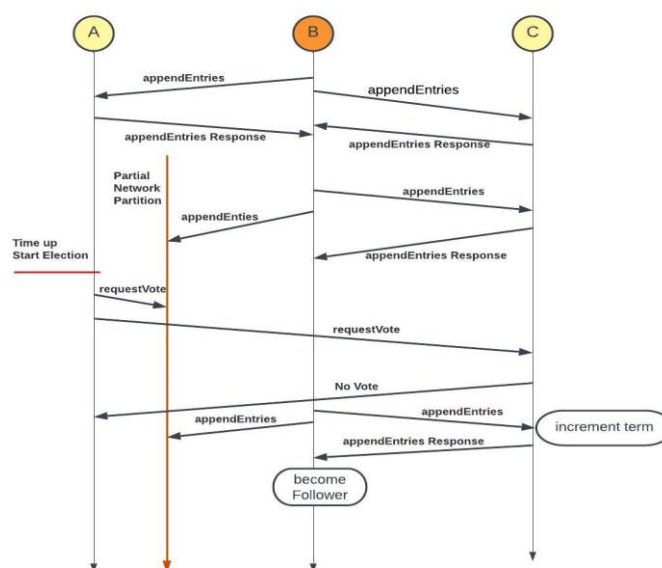 A
B
C
appendEntries
appendEntries
appendEntries Response
appendEntries Response
Partial
Network
Partition
appendEntries
appendEnties
Time up
Start Election
appendEntries Response
requestVote
requestVote
No Vote
appendEntries
appendEntries
increment term
appendEntries Response
become
Follower